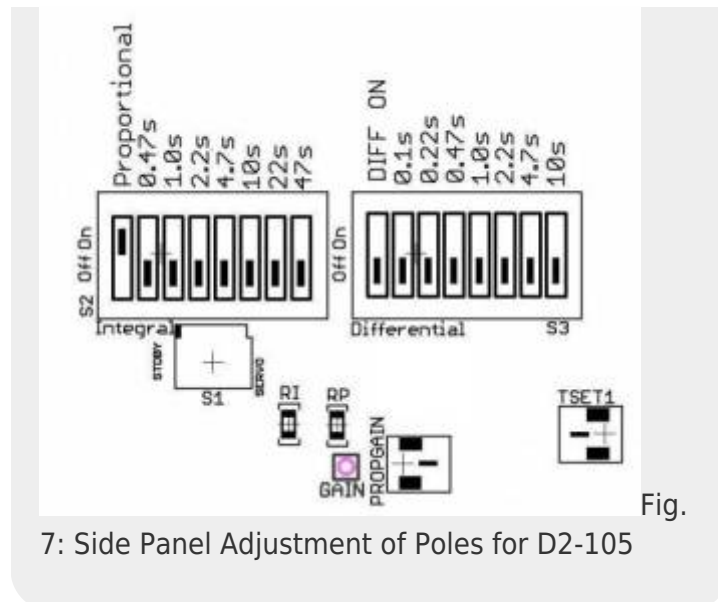 Proportional
0.47s
1.0s
2.2s
4.7s
10s
22s
47s
DIFF ON
0.1s
0.22s
0.47s
1.0s
2.2s
4.7s
10s
S2 Off On
Off On
Integral
Differential
S3
STDBY
S1
SERVO
RI
RP
GAIN
PROPGAIN
TSET1
Fig.
7: Side Panel Adjustment of Poles for D2-105